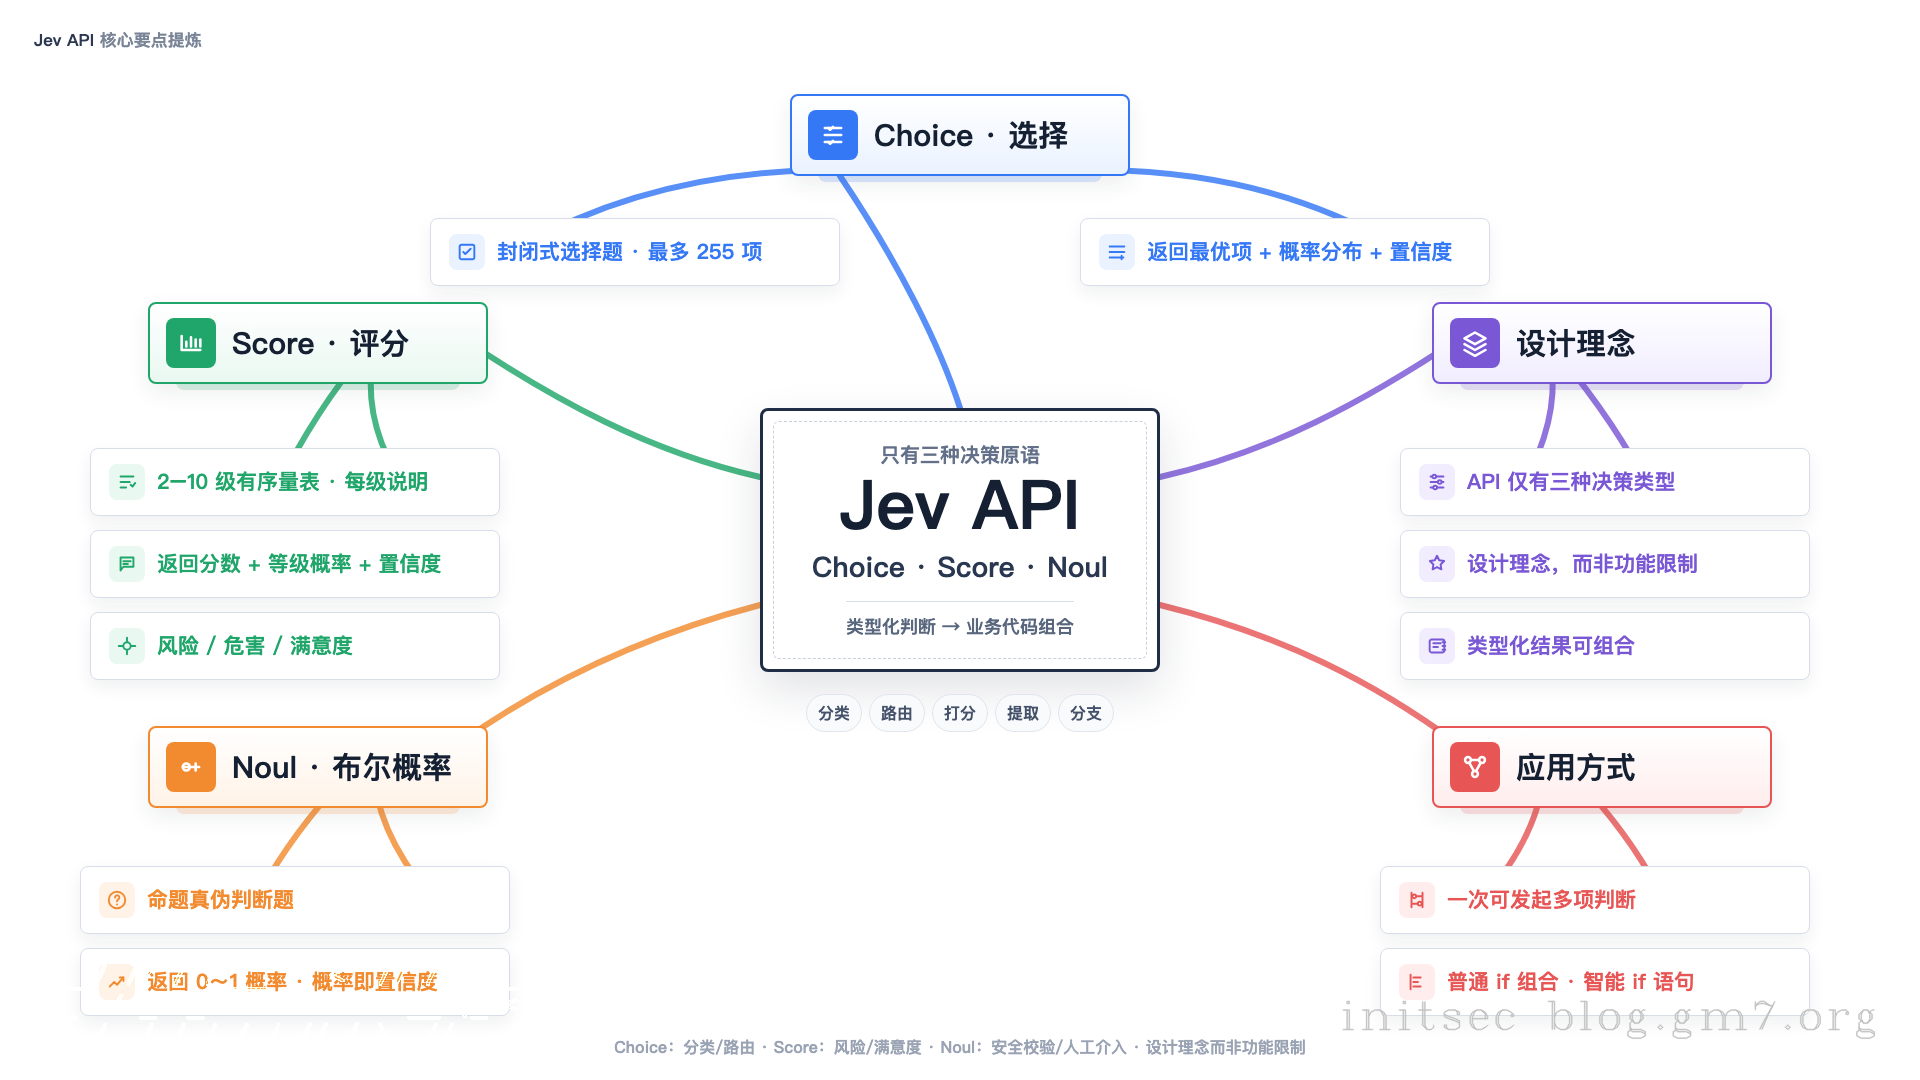 Jev API 核心要点提炼
Choice · 选择
封闭式选择题 · 最多 255 项
返回最优项 + 概率分布 + 置信度
Score · 评分
2—10 级有序量表 · 每级说明
返回分数 + 等级概率 + 置信度
风险 / 危害 / 满意度
设计理念
API 仅有三种决策类型
设计理念，而非功能限制
类型化结果可组合
只有三种决策原语
Jev API
Choice · Score · Noul
类型化判断 → 业务代码组合
分类
路由
打分
提取
分支
Noul · 布尔概率
命题真伪判断题
返回 0～1 概率 · 概率即置信度
应用方式
一次可发起多项判断
普通 if 组合 · 智能 if 语句
initsec blog.gm7.org
Choice：分类/路由 · Score：风险/满意度 · Noul：安全校验/人工介入 · 设计理念而非功能限制